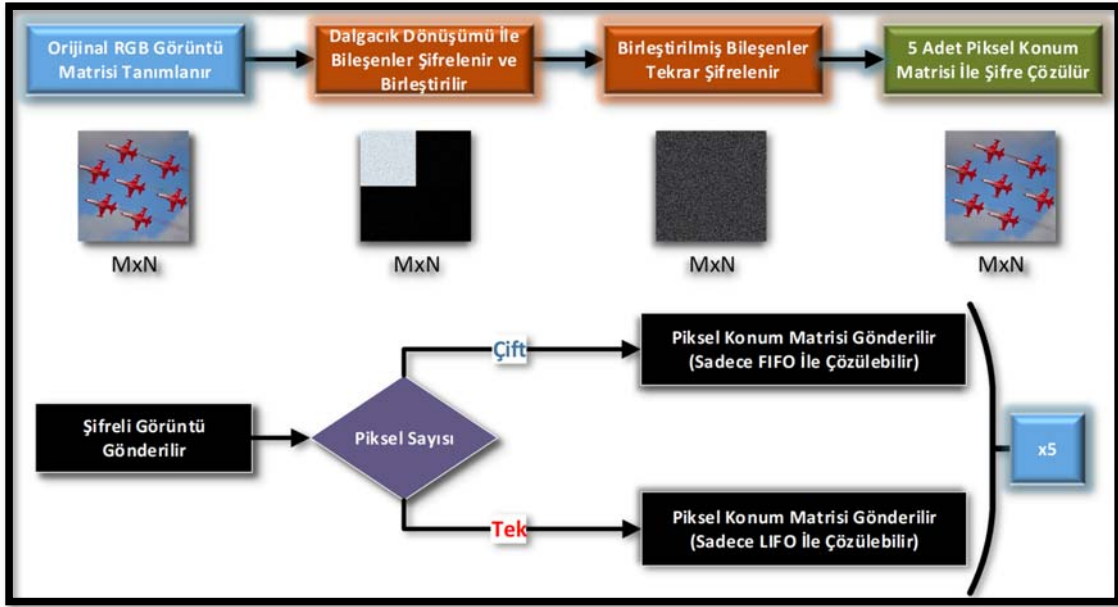 Orijinal RGB Görüntü
Matrisi Tanımlanır
Dalgacık Dönüşümü İle
Bileşenler Şifrelenir ve
Birleştirilir
Birleştirilmiş Bileşenler
Tekrar Şifrelenir
5 Adet Piksel Konum
Matrisi İle Şifre Çözülür
MxN
MxN
MxN
MxN
Şifreli Görüntü
Gönderilir
Piksel Sayısı
Çift
Piksel Konum Matrisi Gönderilir
(Sadece FIFO İle Çözülebilir)
Tek
Piksel Konum Matrisi Gönderilir
(Sadece LIFO İle Çözülebilir)
x5